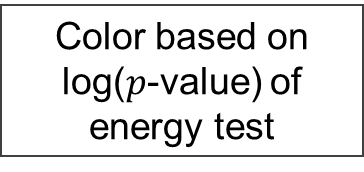 Color based on
log(p-value) of
energy test